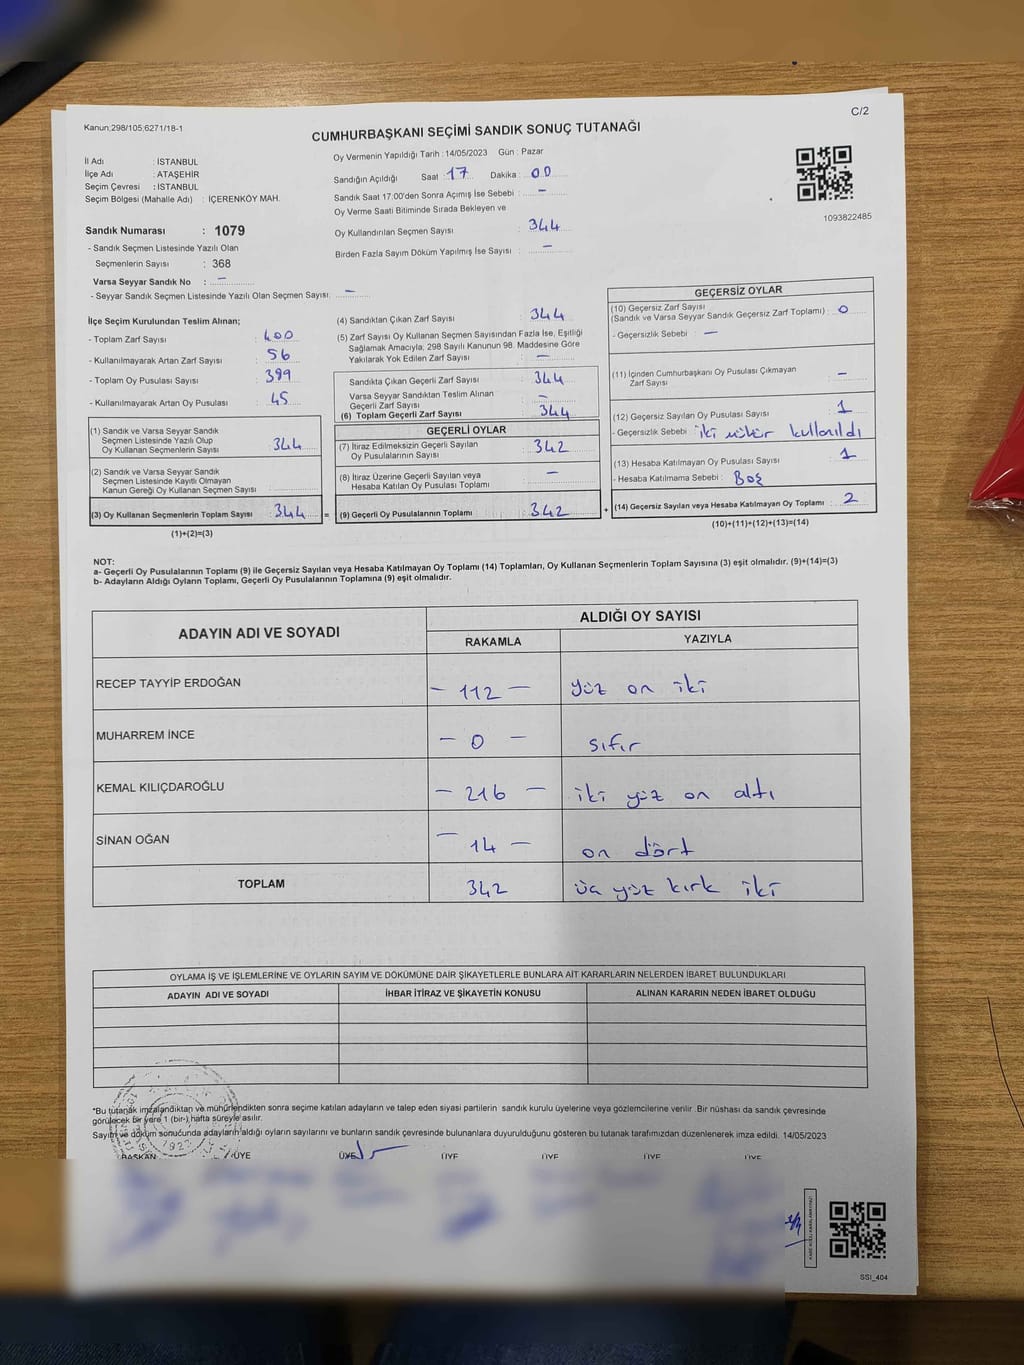 Kanun;298/105,6271/18-1
C/2
CUMHURBAŞKANI SEÇİMİ SANDIK SONUÇ TUTANAĞI
İl Adı : İSTANBUL
İlçe Adı : ATAŞEHİR
Seçim Çevresi : İSTANBUL
Seçim Bölgesi (Mahalle Adı) : İÇERENKÖY MAH.
Sandık Numarası : 1079
- Sandık Seçmen Listesinde Yazılı Olan
Seçmenlerin Sayısı : 368
Varsa Seyyar Sandık No : –
- Seyyar Sandık Seçmen Listesinde Yazılı Olan Seçmen Sayısı: –
Oy Vermenin Yapıldığı Tarih : 14/05/2023 Gün : Pazar
Sandığın Açıldığı Saat : 17 Dakika : 00
Sandık Saat 17:00'den Sonra Açımış İse Sebebi : –
Oy Verme Saati Bitiminde Sırada Bekleyen ve
Oy Kullandırılan Seçmen Sayısı : 344
Birden Fazla Sayım Döküm Yapılmış İse Sayısı : –
1093822485
İlçe Seçim Kurulundan Teslim Alınan;
- Toplam Zarf Sayısı : 400
- Kullanılmayarak Artan Zarf Sayısı : 56
- Toplam Oy Pusulası Sayısı : 399
- Kullanılmayarak Artan Oy Pusulası : 45
(1) Sandık ve Varsa Seyyar Sandık
Seçmen Listesinde Yazılı Olup
Oy Kullanan Seçmenlerin Sayısı : 344
(2) Sandık ve Varsa Seyyar Sandık
Seçmen Listesinde Kayıtlı Olmayan
Kanun Gereği Oy Kullanan Seçmen Sayısı :
(3) Oy Kullanan Seçmenlerin Toplam Sayısı : 344 =
(1)+(2)=(3)
(4) Sandıktan Çıkan Zarf Sayısı : 344
(5) Zarf Sayısı Oy Kullanan Seçmen Sayısından Fazla İse, Eşitliği
Sağlamak Amacıyla; 298 Sayılı Kanunun 98. Maddesine Göre
Yakılarak Yok Edilen Zarf Sayısı : –
Sandıkta Çıkan Geçerli Zarf Sayısı : 344
Varsa Seyyar Sandıktan Teslim Alınan
Geçerli Zarf Sayısı : –
(6) Toplam Geçerli Zarf Sayısı : 344
GEÇERLİ OYLAR
(7) İtiraz Edilmeksizin Geçerli Sayılan
Oy Pusulasının Sayısı : 342
(8) İtiraz Üzerine Geçerli Sayılan veya
Hesaba Katılan Oy Pusulası Toplamı : –
(9) Geçerli Oy Pusulalarının Toplamı : 342 +
GEÇERSİZ OYLAR
(10) Geçersiz Zarf Sayısı
(Sandık ve Varsa Seyyar Sandık Geçersiz Zarf Toplamı) : 0
- Geçersizlik Sebebi : –
(11) İçinden Cumhurbaşkanı Oy Pusulası Çıkmayan
Zarf Sayısı : –
(12) Geçersiz Sayılan Oy Pusulası Sayısı : 1
- Geçersizlik Sebebi : iki mühür kullanıldı
(13) Hesaba Katılmayan Oy Pusulası Sayısı : 1
- Hesaba Katılmama Sebebi : Boş
(14) Geçersiz Sayılan veya Hesaba Katılmayan Oy Toplamı : 2
(10)+(11)+(12)+(13)=(14)
NOT:
a- Geçerli Oy Pusulalarının Toplamı (9) ile Geçersiz Sayılan veya Hesaba Katılmayan Oy Toplamı (14) Toplamları, Oy Kullanan Seçmenlerin Toplam Sayısına (3) eşit olmalıdır. (9)+(14)=(3)
b- Adayların Aldığı Oyların Toplamı, Geçerli Oy Pusulalarının Toplamına (9) eşit olmalıdır.
ADAYIN ADI VE SOYADI
ALDIĞI OY SAYISI
RAKAMLA YAZIYLA
RECEP TAYYİP ERDOĞAN – 112 – yüz on iki
MUHARREM İNCE – 0 – sıfır
KEMAL KILIÇDAROĞLU – 216 – iki yüz on altı
SİNAN OĞAN – 14 – on dört
TOPLAM 342 üç yüz kırk iki
OYLAMA İŞ VE İŞLEMLERİNE VE OYLARIN SAYIM VE DÖKÜMÜNE DAİR ŞİKAYETLERLE BUNLARA AİT KARARLARIN NELERDEN İBARET BULUNDUKLARI
ADAYIN ADI VE SOYADI İHBAR İTİRAZ VE ŞİKAYETİN KONUSU ALINAN KARARIN NEDEN İBARET OLDUĞU
*Bu tutanak imzalandıktan ve mühürlendikten sonra seçime katılan adayların ve talep eden siyasi partilerin sandık kurulu üyelerine veya gözlemcilerine verilir. Bir nüshası da sandık çevresinde
görülecek bir yere 1 (bir) hafta süreyle asılır.
Sayım ve döküm sonucunda adayların aldığı oyların sayılarını ve bunların sandık çevresinde bulunanlara duyurulduğunu gösteren bu tutanak tarafımızdan düzenlenerek imza edildi. 14/05/2023
BAŞKAN ÜYE ÜYE ÜYE ÜYE ÜYE ÜYE
SSI_404